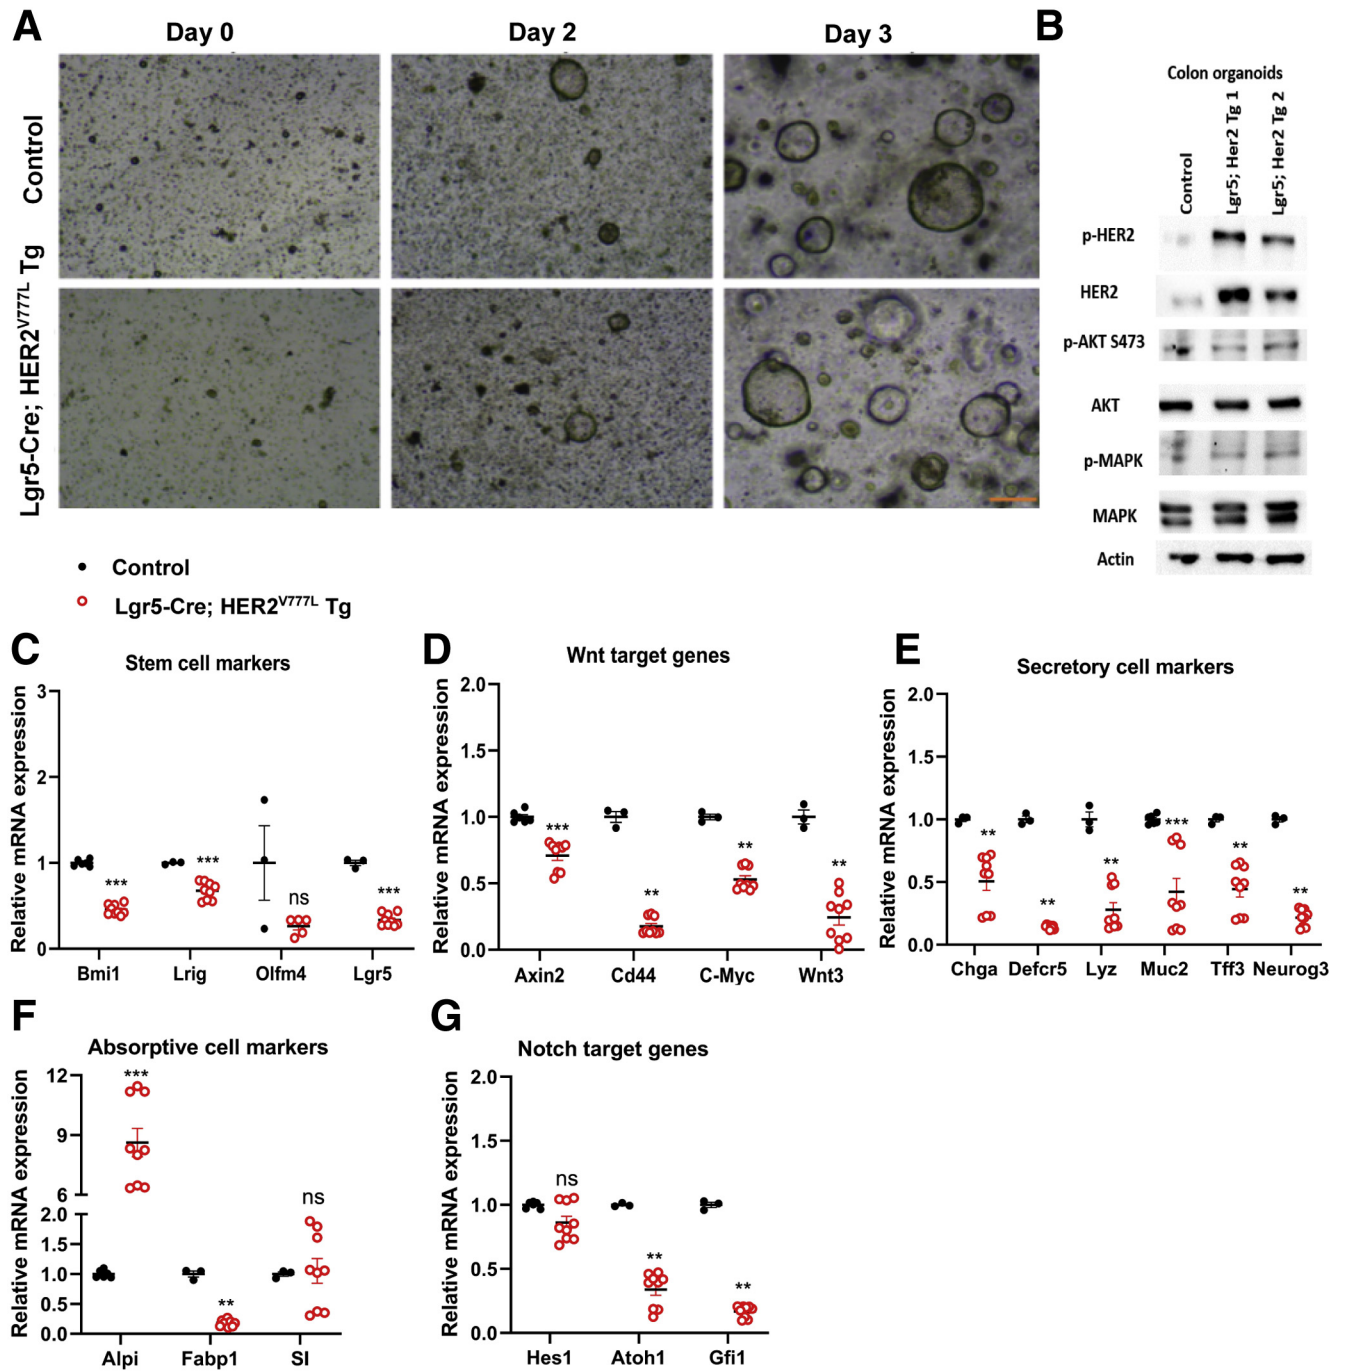 A
Day 0
Day 2
Day 3
Control
Lgr5-Cre; HER2V777L Tg
B
Colon organoids
Control
Lgr5; Her2 Tg 1
Lgr5; Her2 Tg 2
p-HER2
HER2
p-AKT S473
AKT
p-MAPK
MAPK
Actin
Control
Lgr5-Cre; HER2V777L Tg
C
Stem cell markers
Relative mRNA expression
3
2
1
0
***
***
ns
***
Bmi1 Lrig Olfm4 Lgr5
D
Wnt target genes
Relative mRNA expression
2.0
1.5
1.0
0.5
0.0
***
**
**
**
Axin2 Cd44 C-Myc Wnt3
E
Secretory cell markers
Relative mRNA expression
2.0
1.5
1.0
0.5
0.0
**
**
**
***
**
**
Chga Defcr5 Lyz Muc2 Tff3 Neurog3
F
Absorptive cell markers
Relative mRNA expression
12
9
6
2.0
1.5
1.0
0.5
0.0
***
**
ns
Alpi Fabp1 SI
G
Notch target genes
Relative mRNA expression
2.0
1.5
1.0
0.5
0.0
ns
**
**
Hes1 Atoh1 Gfi1